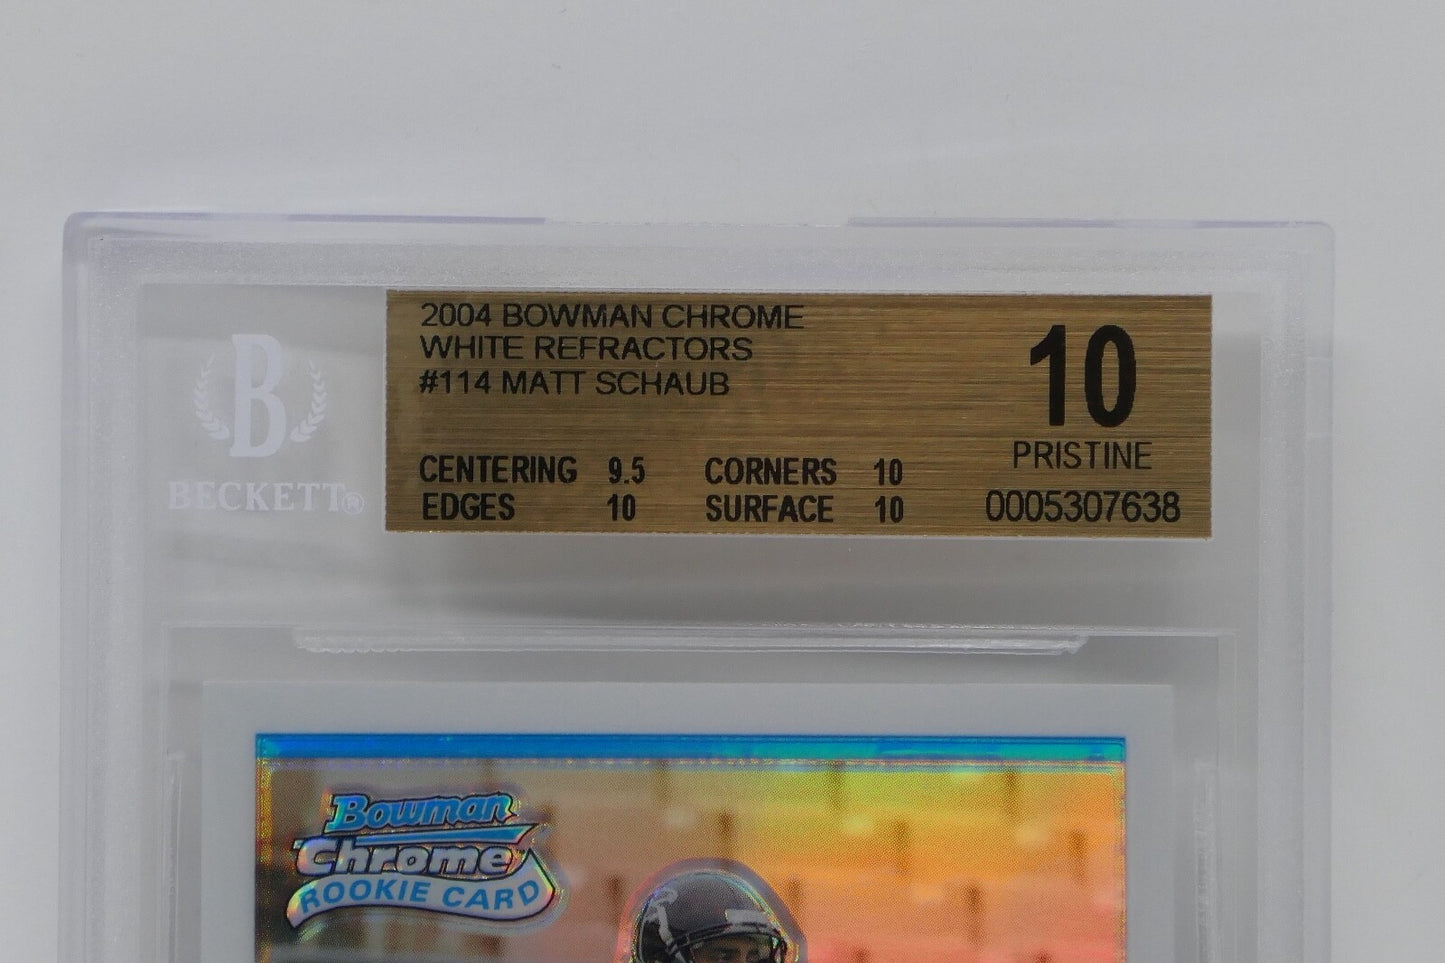 2004 BOWMAN CHROME
WHITE REFRACTORS
#114 MATT SCHAUB
10
PRISTINE
CENTERING 9.5 CORNERS 10
EDGES 10 SURFACE 10
0005307638
B
BECKETT®
Bowman
Chrome
ROOKIE CARD